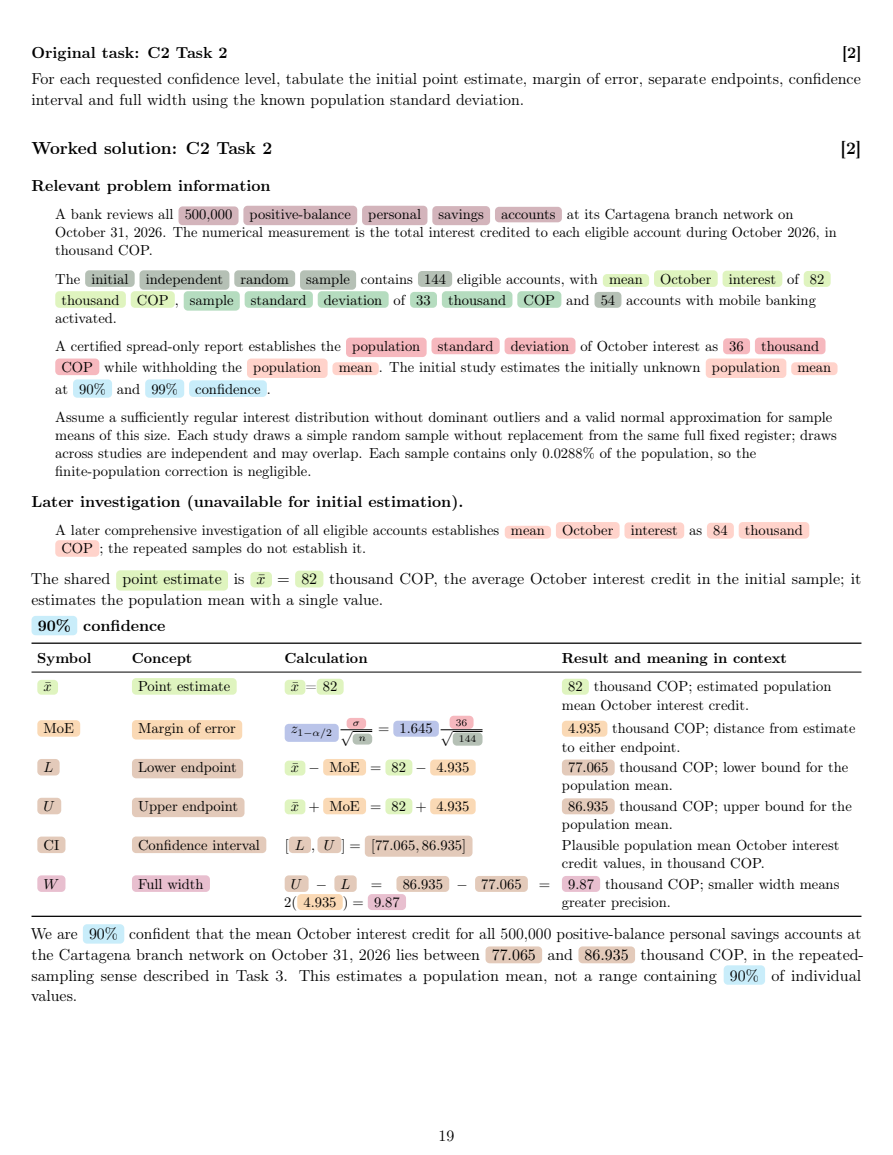 Original task: C2 Task 2 [2]
For each requested confidence level, tabulate the initial point estimate, margin of error, separate endpoints, confidence
interval and full width using the known population standard deviation.
Worked solution: C2 Task 2 [2]
Relevant problem information
A bank reviews all 500,000 positive-balance personal savings accounts at its Cartagena branch network on
October 31, 2026. The numerical measurement is the total interest credited to each eligible account during October 2026, in
thousand COP.
The initial independent random sample contains 144 eligible accounts, with mean October interest of 82
thousand COP, sample standard deviation of 33 thousand COP and 54 accounts with mobile banking
activated.
A certified spread-only report establishes the population standard deviation of October interest as 36 thousand
COP while withholding the population mean. The initial study estimates the initially unknown population mean
at 90% and 99% confidence.
Assume a sufficiently regular interest distribution without dominant outliers and a valid normal approximation for sample
means of this size. Each study draws a simple random sample without replacement from the same full fixed register; draws
across studies are independent and may overlap. Each sample contains only 0.0288% of the population, so the
finite-population correction is negligible.
Later investigation (unavailable for initial estimation).
A later comprehensive investigation of all eligible accounts establishes mean October interest as 84 thousand
COP; the repeated samples do not establish it.
The shared point estimate is x̄ = 82 thousand COP, the average October interest credit in the initial sample; it
estimates the population mean with a single value.
90% confidence
Symbol Concept Calculation Result and meaning in context
x̄ Point estimate x̄ = 82 82 thousand COP; estimated population
mean October interest credit.
MoE Margin of error z₁₋α/₂ σ/√n = 1.645 36/√144 4.935 thousand COP; distance from estimate
to either endpoint.
L Lower endpoint x̄ − MoE = 82 − 4.935 77.065 thousand COP; lower bound for the
population mean.
U Upper endpoint x̄ + MoE = 82 + 4.935 86.935 thousand COP; upper bound for the
population mean.
CI Confidence interval [L, U] = [77.065, 86.935] Plausible population mean October interest
credit values, in thousand COP.
W Full width U − L = 86.935 − 77.065 = 9.87 thousand COP; smaller width means
2(4.935) = 9.87 greater precision.
We are 90% confident that the mean October interest credit for all 500,000 positive-balance personal savings accounts at
the Cartagena branch network on October 31, 2026 lies between 77.065 and 86.935 thousand COP, in the repeated-
sampling sense described in Task 3. This estimates a population mean, not a range containing 90% of individual
values.
19